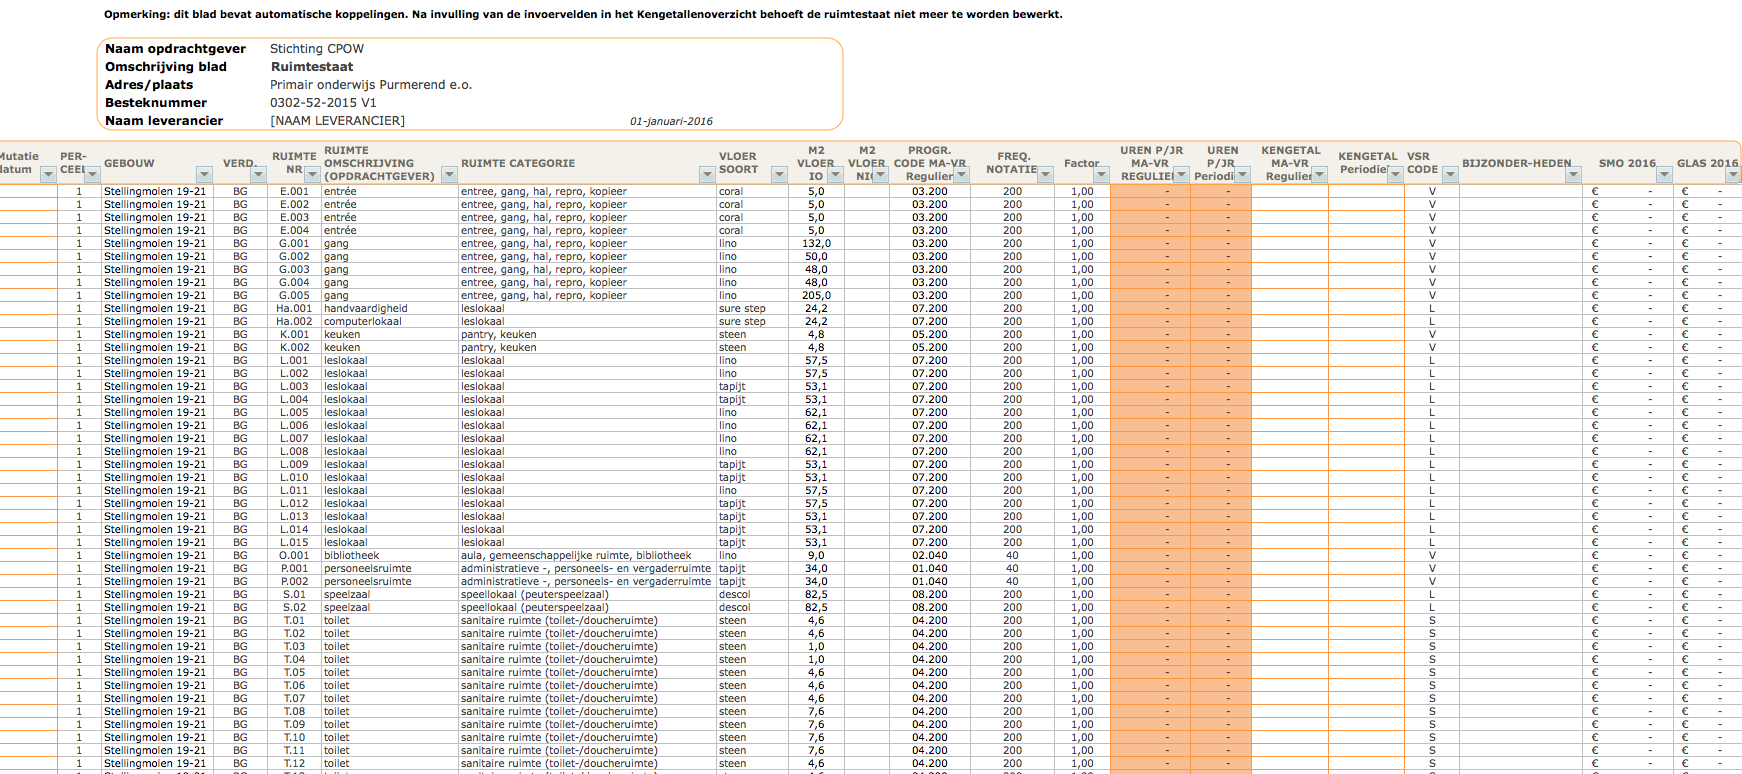 Opmerking: dit blad bevat automatische koppelingen. Na invulling van de invoervelden in het Kengetallenoverzicht behoeft de ruimtestaat niet meer te worden bewerkt.
Naam opdrachtgever Stichting CPOW
Omschrijving blad Ruimtestaat
Adres/plaats Primair onderwijs Purmerend e.o.
Besteknummer 0302-52-2015 V1
Naam leverancier [NAAM LEVERANCIER] 01-januari-2016
Mutatie datum PER-CEEL GEBOUW VERD. RUIMTE NR RUIMTE OMSCHRIJVING (OPDRACHTGEVER) RUIMTE CATEGORIE VLOER SOORT M2 VLOER IO M2 VLOER NI PROGR. CODE MA-VR Regulier FREQ. NOTATIE Factor UREN P/JR MA-VR REGULIE UREN P/JR Periodi KENGETAL MA-VR Regulier KENGETAL Periodie VSR CODE BIJZONDER-HEDEN SMO 2016 GLAS 2016
1 Stellingmolen 19-21 BG E.001 entrée entree, gang, hal, repro, kopieer coral 5,0 03.200 200 1,00 - - V € - € -
1 Stellingmolen 19-21 BG E.002 entrée entree, gang, hal, repro, kopieer coral 5,0 03.200 200 1,00 - - V € - € -
1 Stellingmolen 19-21 BG E.003 entrée entree, gang, hal, repro, kopieer coral 5,0 03.200 200 1,00 - - V € - € -
1 Stellingmolen 19-21 BG E.004 entrée entree, gang, hal, repro, kopieer coral 5,0 03.200 200 1,00 - - V € - € -
1 Stellingmolen 19-21 BG G.001 gang entree, gang, hal, repro, kopieer lino 132,0 03.200 200 1,00 - - V € - € -
1 Stellingmolen 19-21 BG G.002 gang entree, gang, hal, repro, kopieer lino 50,0 03.200 200 1,00 - - V € - € -
1 Stellingmolen 19-21 BG G.003 gang entree, gang, hal, repro, kopieer lino 48,0 03.200 200 1,00 - - V € - € -
1 Stellingmolen 19-21 BG G.004 gang entree, gang, hal, repro, kopieer lino 48,0 03.200 200 1,00 - - V € - € -
1 Stellingmolen 19-21 BG G.005 gang entree, gang, hal, repro, kopieer lino 205,0 03.200 200 1,00 - - V € - € -
1 Stellingmolen 19-21 BG Ha.001 handvaardigheid leslokaal sure step 24,2 07.200 200 1,00 - - L € - € -
1 Stellingmolen 19-21 BG Ha.002 computerlokaal leslokaal sure step 24,2 07.200 200 1,00 - - L € - € -
1 Stellingmolen 19-21 BG K.001 keuken pantry, keuken steen 4,8 05.200 200 1,00 - - V € - € -
1 Stellingmolen 19-21 BG K.002 keuken pantry, keuken steen 4,8 05.200 200 1,00 - - V € - € -
1 Stellingmolen 19-21 BG L.001 leslokaal leslokaal lino 57,5 07.200 200 1,00 - - L € - € -
1 Stellingmolen 19-21 BG L.002 leslokaal leslokaal lino 57,5 07.200 200 1,00 - - L € - € -
1 Stellingmolen 19-21 BG L.003 leslokaal leslokaal tapijt 53,1 07.200 200 1,00 - - L € - € -
1 Stellingmolen 19-21 BG L.004 leslokaal leslokaal tapijt 53,1 07.200 200 1,00 - - L € - € -
1 Stellingmolen 19-21 BG L.005 leslokaal leslokaal lino 62,1 07.200 200 1,00 - - L € - € -
1 Stellingmolen 19-21 BG L.006 leslokaal leslokaal lino 62,1 07.200 200 1,00 - - L € - € -
1 Stellingmolen 19-21 BG L.007 leslokaal leslokaal lino 62,1 07.200 200 1,00 - - L € - € -
1 Stellingmolen 19-21 BG L.008 leslokaal leslokaal lino 62,1 07.200 200 1,00 - - L € - € -
1 Stellingmolen 19-21 BG L.009 leslokaal leslokaal tapijt 53,1 07.200 200 1,00 - - L € - € -
1 Stellingmolen 19-21 BG L.010 leslokaal leslokaal tapijt 53,1 07.200 200 1,00 - - L € - € -
1 Stellingmolen 19-21 BG L.011 leslokaal leslokaal lino 57,5 07.200 200 1,00 - - L € - € -
1 Stellingmolen 19-21 BG L.012 leslokaal leslokaal tapijt 57,5 07.200 200 1,00 - - L € - € -
1 Stellingmolen 19-21 BG L.013 leslokaal leslokaal tapijt 53,1 07.200 200 1,00 - - L € - € -
1 Stellingmolen 19-21 BG L.014 leslokaal leslokaal tapijt 53,1 07.200 200 1,00 - - L € - € -
1 Stellingmolen 19-21 BG L.015 leslokaal leslokaal tapijt 53,1 07.200 200 1,00 - - L € - € -
1 Stellingmolen 19-21 BG O.001 bibliotheek aula, gemeenschappelijke ruimte, bibliotheek lino 9,0 02.040 40 1,00 - - V € - € -
1 Stellingmolen 19-21 BG P.001 personeelsruimte administratieve -, personeels- en vergaderruimte tapijt 34,0 01.040 40 1,00 - - V € - € -
1 Stellingmolen 19-21 BG P.002 personeelsruimte administratieve -, personeels- en vergaderruimte tapijt 34,0 01.040 40 1,00 - - V € - € -
1 Stellingmolen 19-21 BG S.01 speelzaal speellokaal (peuterspeelzaal) descol 82,5 08.200 200 1,00 - - L € - € -
1 Stellingmolen 19-21 BG S.02 speelzaal speellokaal (peuterspeelzaal) descol 82,5 08.200 200 1,00 - - L € - € -
1 Stellingmolen 19-21 BG T.01 toilet sanitaire ruimte (toilet-/doucheruimte) steen 4,6 04.200 200 1,00 - - S € - € -
1 Stellingmolen 19-21 BG T.02 toilet sanitaire ruimte (toilet-/doucheruimte) steen 4,6 04.200 200 1,00 - - S € - € -
1 Stellingmolen 19-21 BG T.03 toilet sanitaire ruimte (toilet-/doucheruimte) steen 1,0 04.200 200 1,00 - - S € - € -
1 Stellingmolen 19-21 BG T.04 toilet sanitaire ruimte (toilet-/doucheruimte) steen 1,0 04.200 200 1,00 - - S € - € -
1 Stellingmolen 19-21 BG T.05 toilet sanitaire ruimte (toilet-/doucheruimte) steen 4,6 04.200 200 1,00 - - S € - € -
1 Stellingmolen 19-21 BG T.06 toilet sanitaire ruimte (toilet-/doucheruimte) steen 4,6 04.200 200 1,00 - - S € - € -
1 Stellingmolen 19-21 BG T.07 toilet sanitaire ruimte (toilet-/doucheruimte) steen 4,6 04.200 200 1,00 - - S € - € -
1 Stellingmolen 19-21 BG T.08 toilet sanitaire ruimte (toilet-/doucheruimte) steen 7,6 04.200 200 1,00 - - S € - € -
1 Stellingmolen 19-21 BG T.09 toilet sanitaire ruimte (toilet-/doucheruimte) steen 7,6 04.200 200 1,00 - - S € - € -
1 Stellingmolen 19-21 BG T.10 toilet sanitaire ruimte (toilet-/doucheruimte) steen 7,6 04.200 200 1,00 - - S € - € -
1 Stellingmolen 19-21 BG T.11 toilet sanitaire ruimte (toilet-/doucheruimte) steen 7,6 04.200 200 1,00 - - S € - € -
1 Stellingmolen 19-21 BG T.12 toilet sanitaire ruimte (toilet-/doucheruimte) steen 7,6 04.200 200 1,00 - - S € - € -